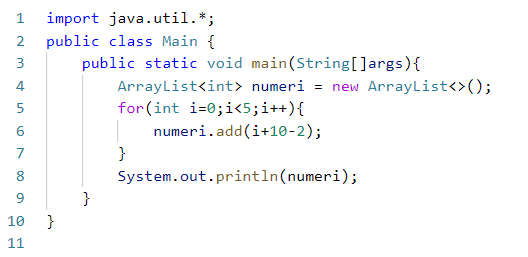 1 import java.util.*;
2 public class Main {
3     public static void main(String[]args){
4         ArrayList<int> numeri = new ArrayList<>();
5         for(int i=0;i<5;i++){
6             numeri.add(i+10-2);
7         }
8         System.out.println(numeri);
9     }
10 }
11